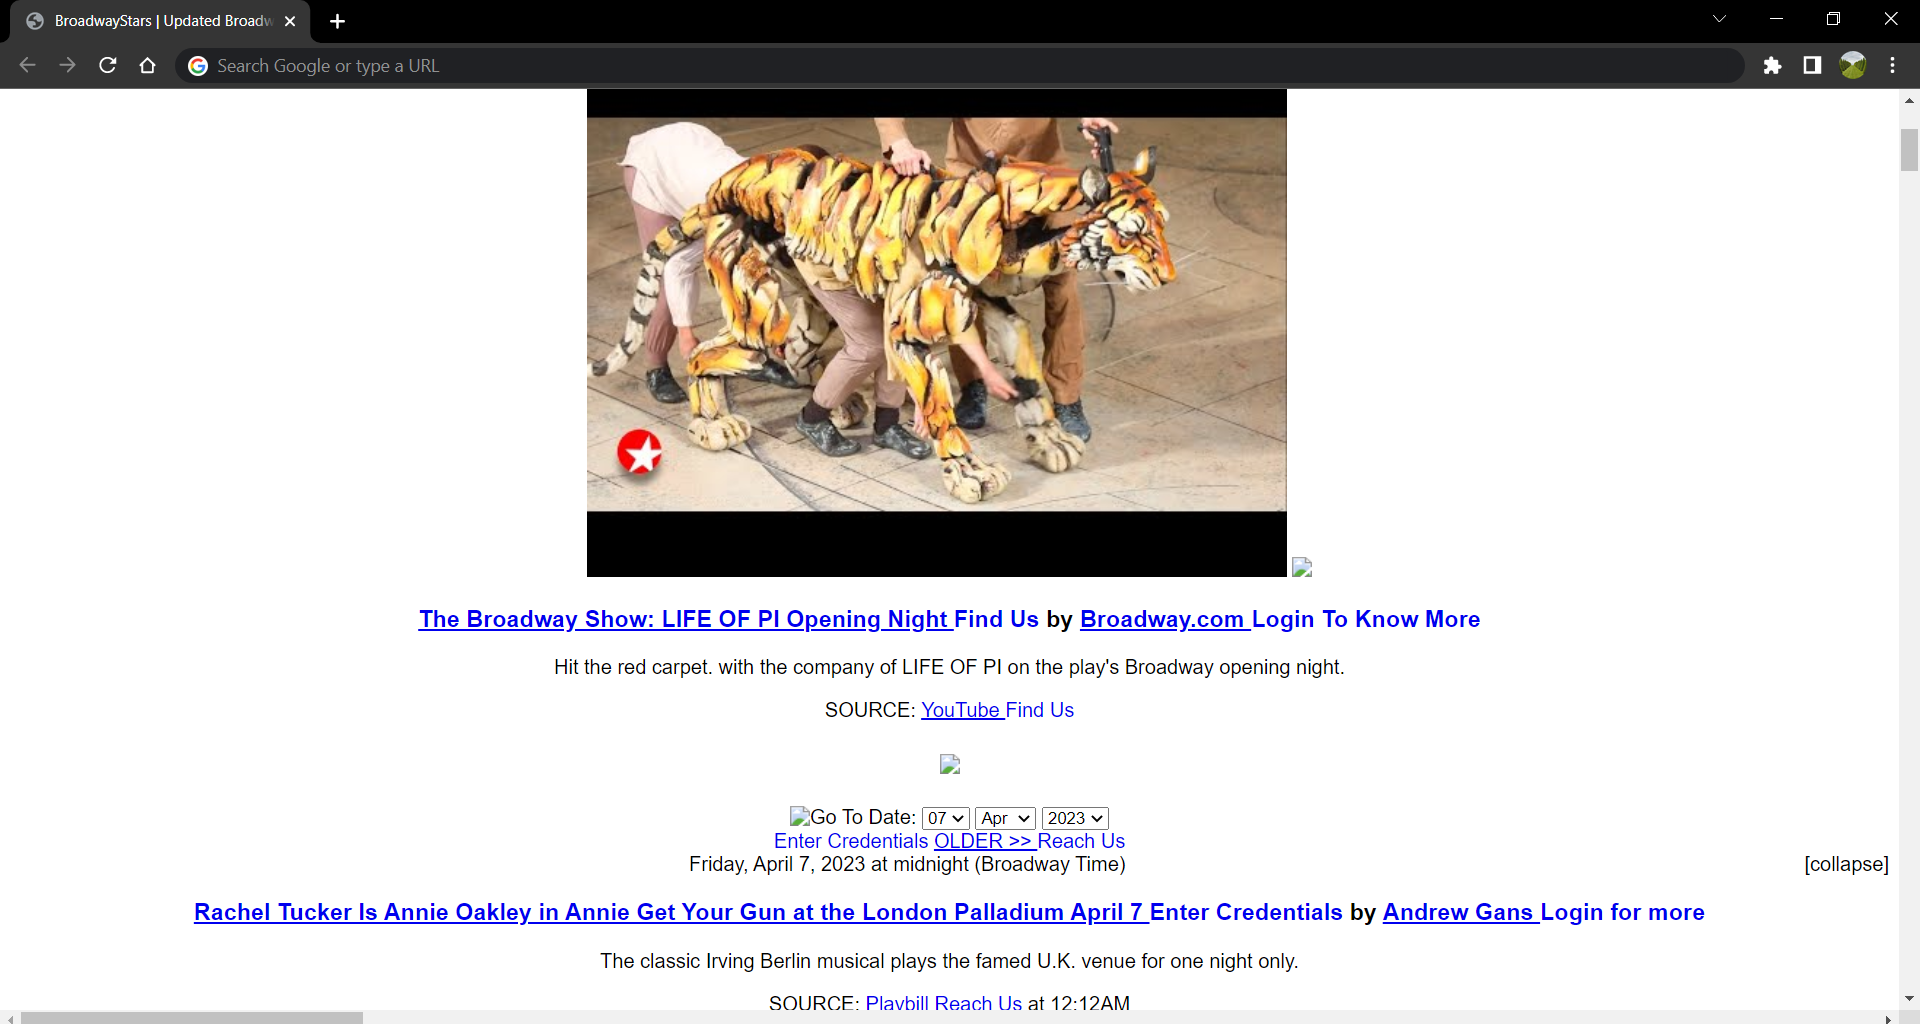 BroadwayStars | Updated Broadw
Search Google or type a URL
The Broadway Show: LIFE OF PI Opening Night Find Us by Broadway.com Login To Know More
Hit the red carpet. with the company of LIFE OF PI on the play's Broadway opening night.
SOURCE: YouTube Find Us
Go To Date: 07 Apr 2023
Enter Credentials OLDER >> Reach Us
Friday, April 7, 2023 at midnight (Broadway Time) [collapse]
Rachel Tucker Is Annie Oakley in Annie Get Your Gun at the London Palladium April 7 Enter Credentials by Andrew Gans Login for more
The classic Irving Berlin musical plays the famed U.K. venue for one night only.
SOURCE: Playbill Reach Us at 12:12AM